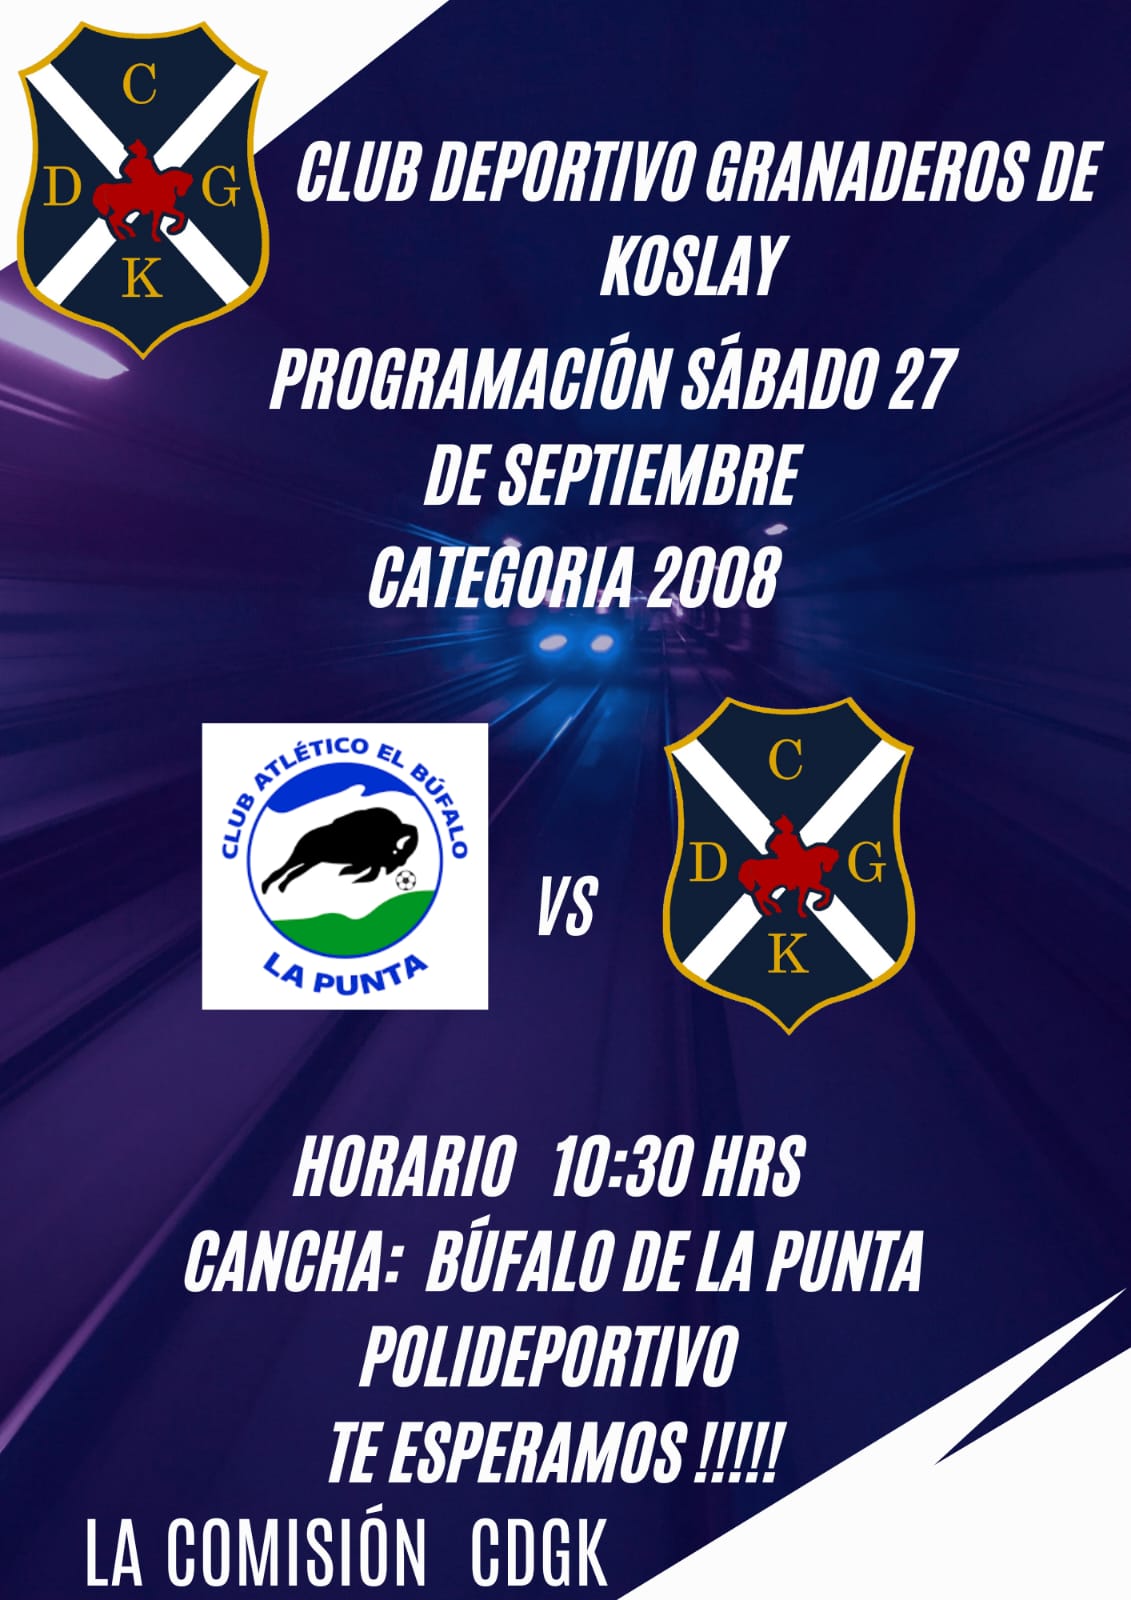 C
D G
K
CLUB DEPORTIVO GRANADEROS DE
KOSLAY
PROGRAMACIÓN SÁBADO 27
DE SEPTIEMBRE
CATEGORIA 2008
CLUB ATLÉTICO EL BÚFALO
LA PUNTA
VS
C
D G
K
HORARIO 10:30 HRS
CANCHA: BÚFALO DE LA PUNTA
POLIDEPORTIVO
TE ESPERAMOS !!!!!
LA COMISIÓN CDGK